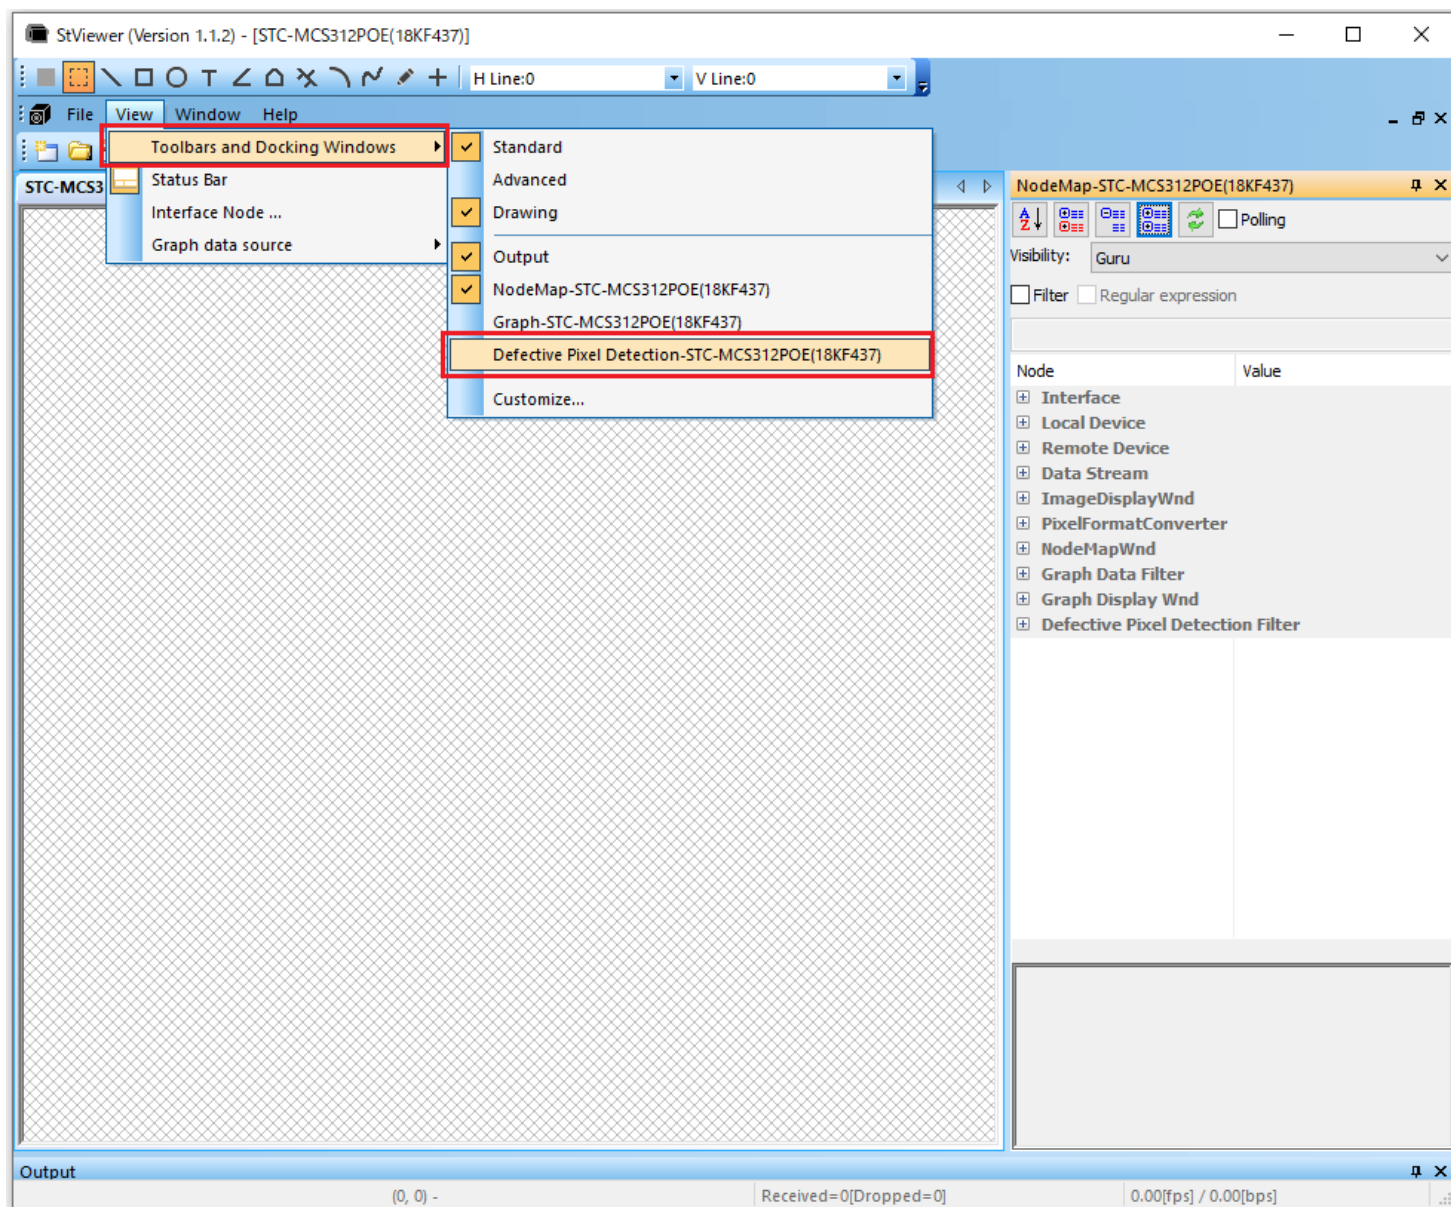 StViewer (Version 1.1.2) - [STC-MCS312POE(18KF437)]
H Line:0 V Line:0
File View Window Help
Toolbars and Docking Windows
Status Bar
Interface Node ...
Graph data source
Standard
Advanced
Drawing
Output
NodeMap-STC-MCS312POE(18KF437)
Graph-STC-MCS312POE(18KF437)
Defective Pixel Detection-STC-MCS312POE(18KF437)
Customize...
STC-MCS3
NodeMap-STC-MCS312POE(18KF437)
Polling
Visibility: Guru
Filter Regular expression
Node Value
Interface
Local Device
Remote Device
Data Stream
ImageDisplayWnd
PixelFormatConverter
NodeMapWnd
Graph Data Filter
Graph Display Wnd
Defective Pixel Detection Filter
Output
(0, 0) - Received=0[Dropped=0] 0.00[fps] / 0.00[bps]